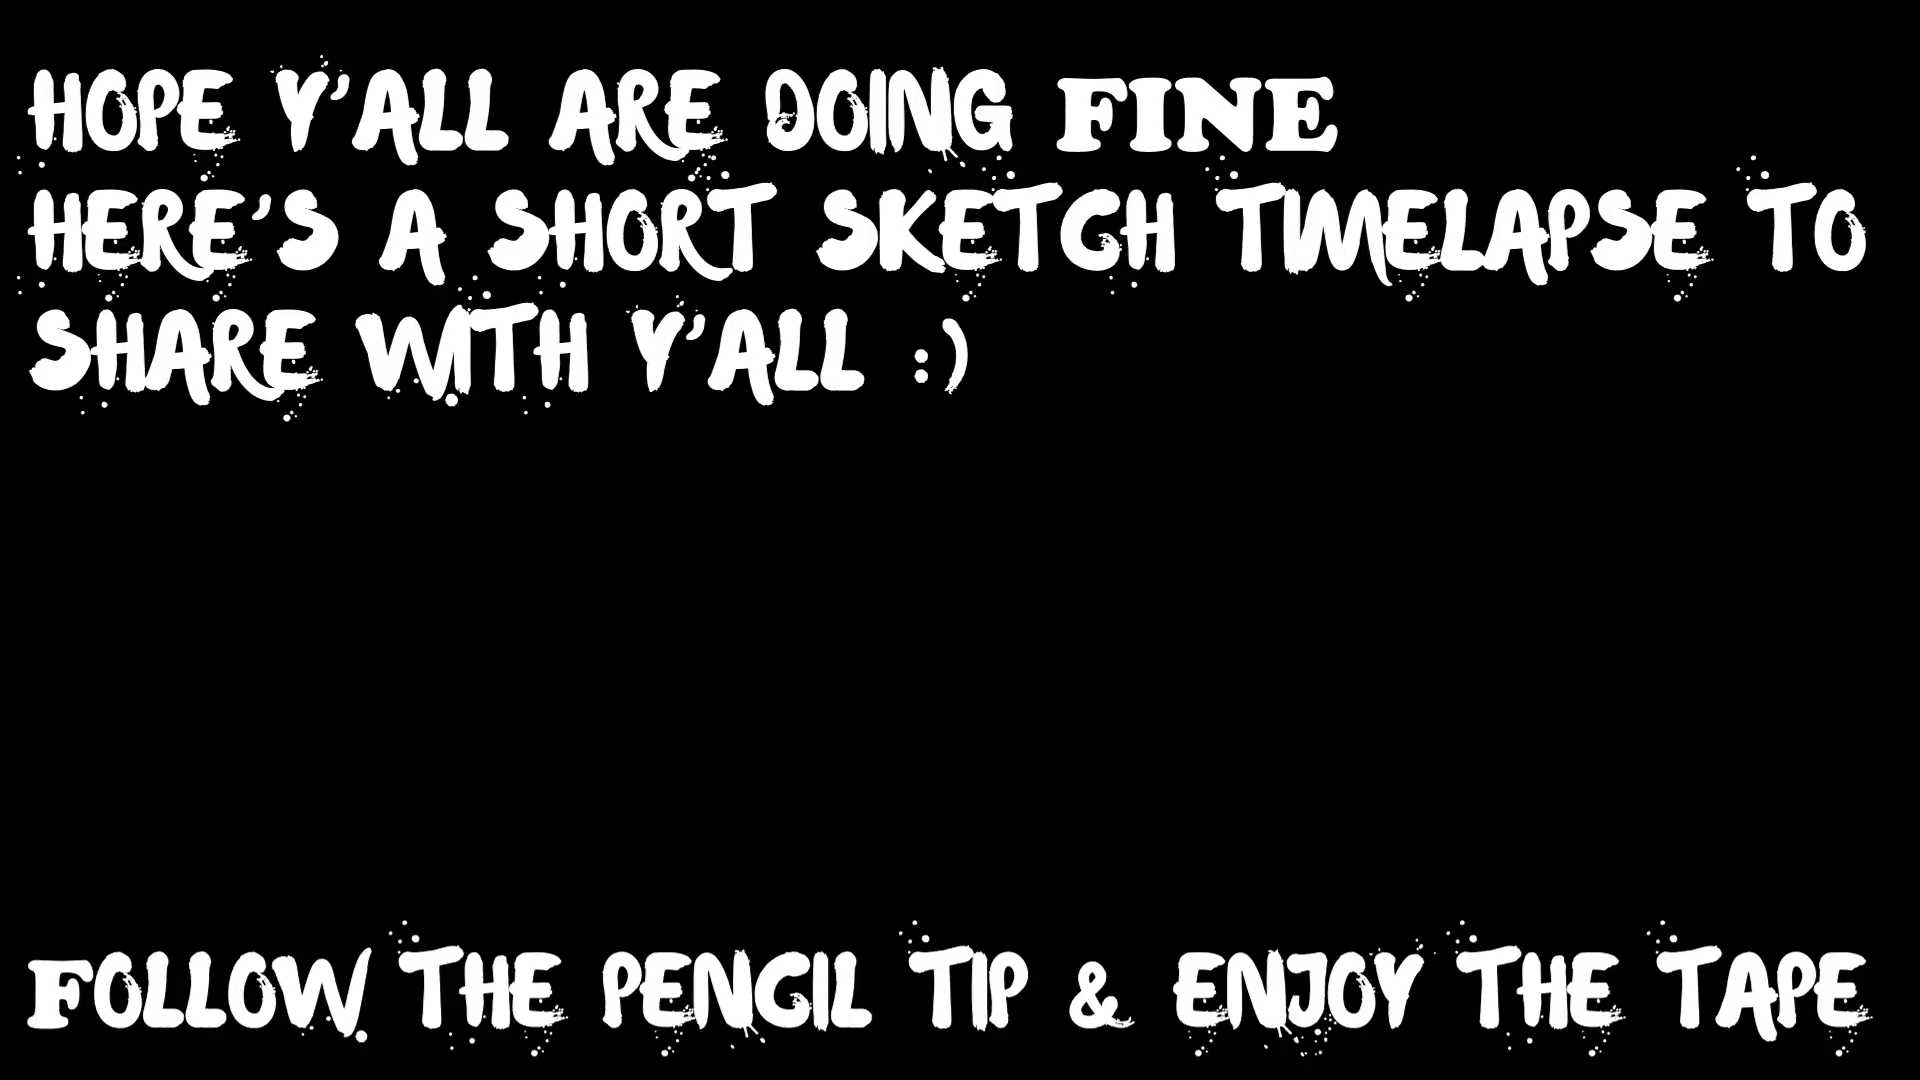 HOPE Y'ALL ARE DOING FINE
HERE'S A SHORT SKETCH TIMELAPSE TO
SHARE WITH Y'ALL :)
FOLLOW THE PENCIL TIP & ENJOY THE TAPE